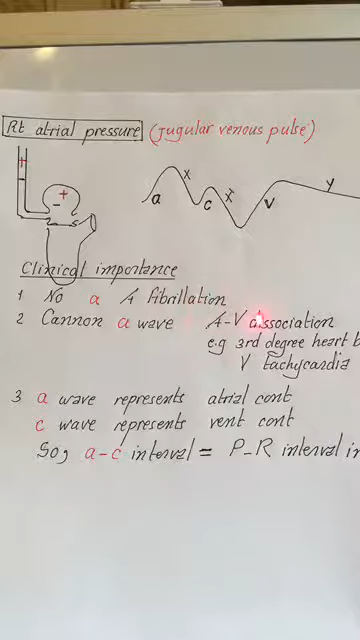 Rt atrial pressure (jugular venous pulse)
+
+
-
a
x
c
x
v
y
Clinical importance
1 No a A fibrillation
2 Cannon a wave A-V
e.g 3rd degree heart b
V tachycardia
3 a wave represents atrial cont
c wave represents vent cont
So, a-c interval = P-R interval in